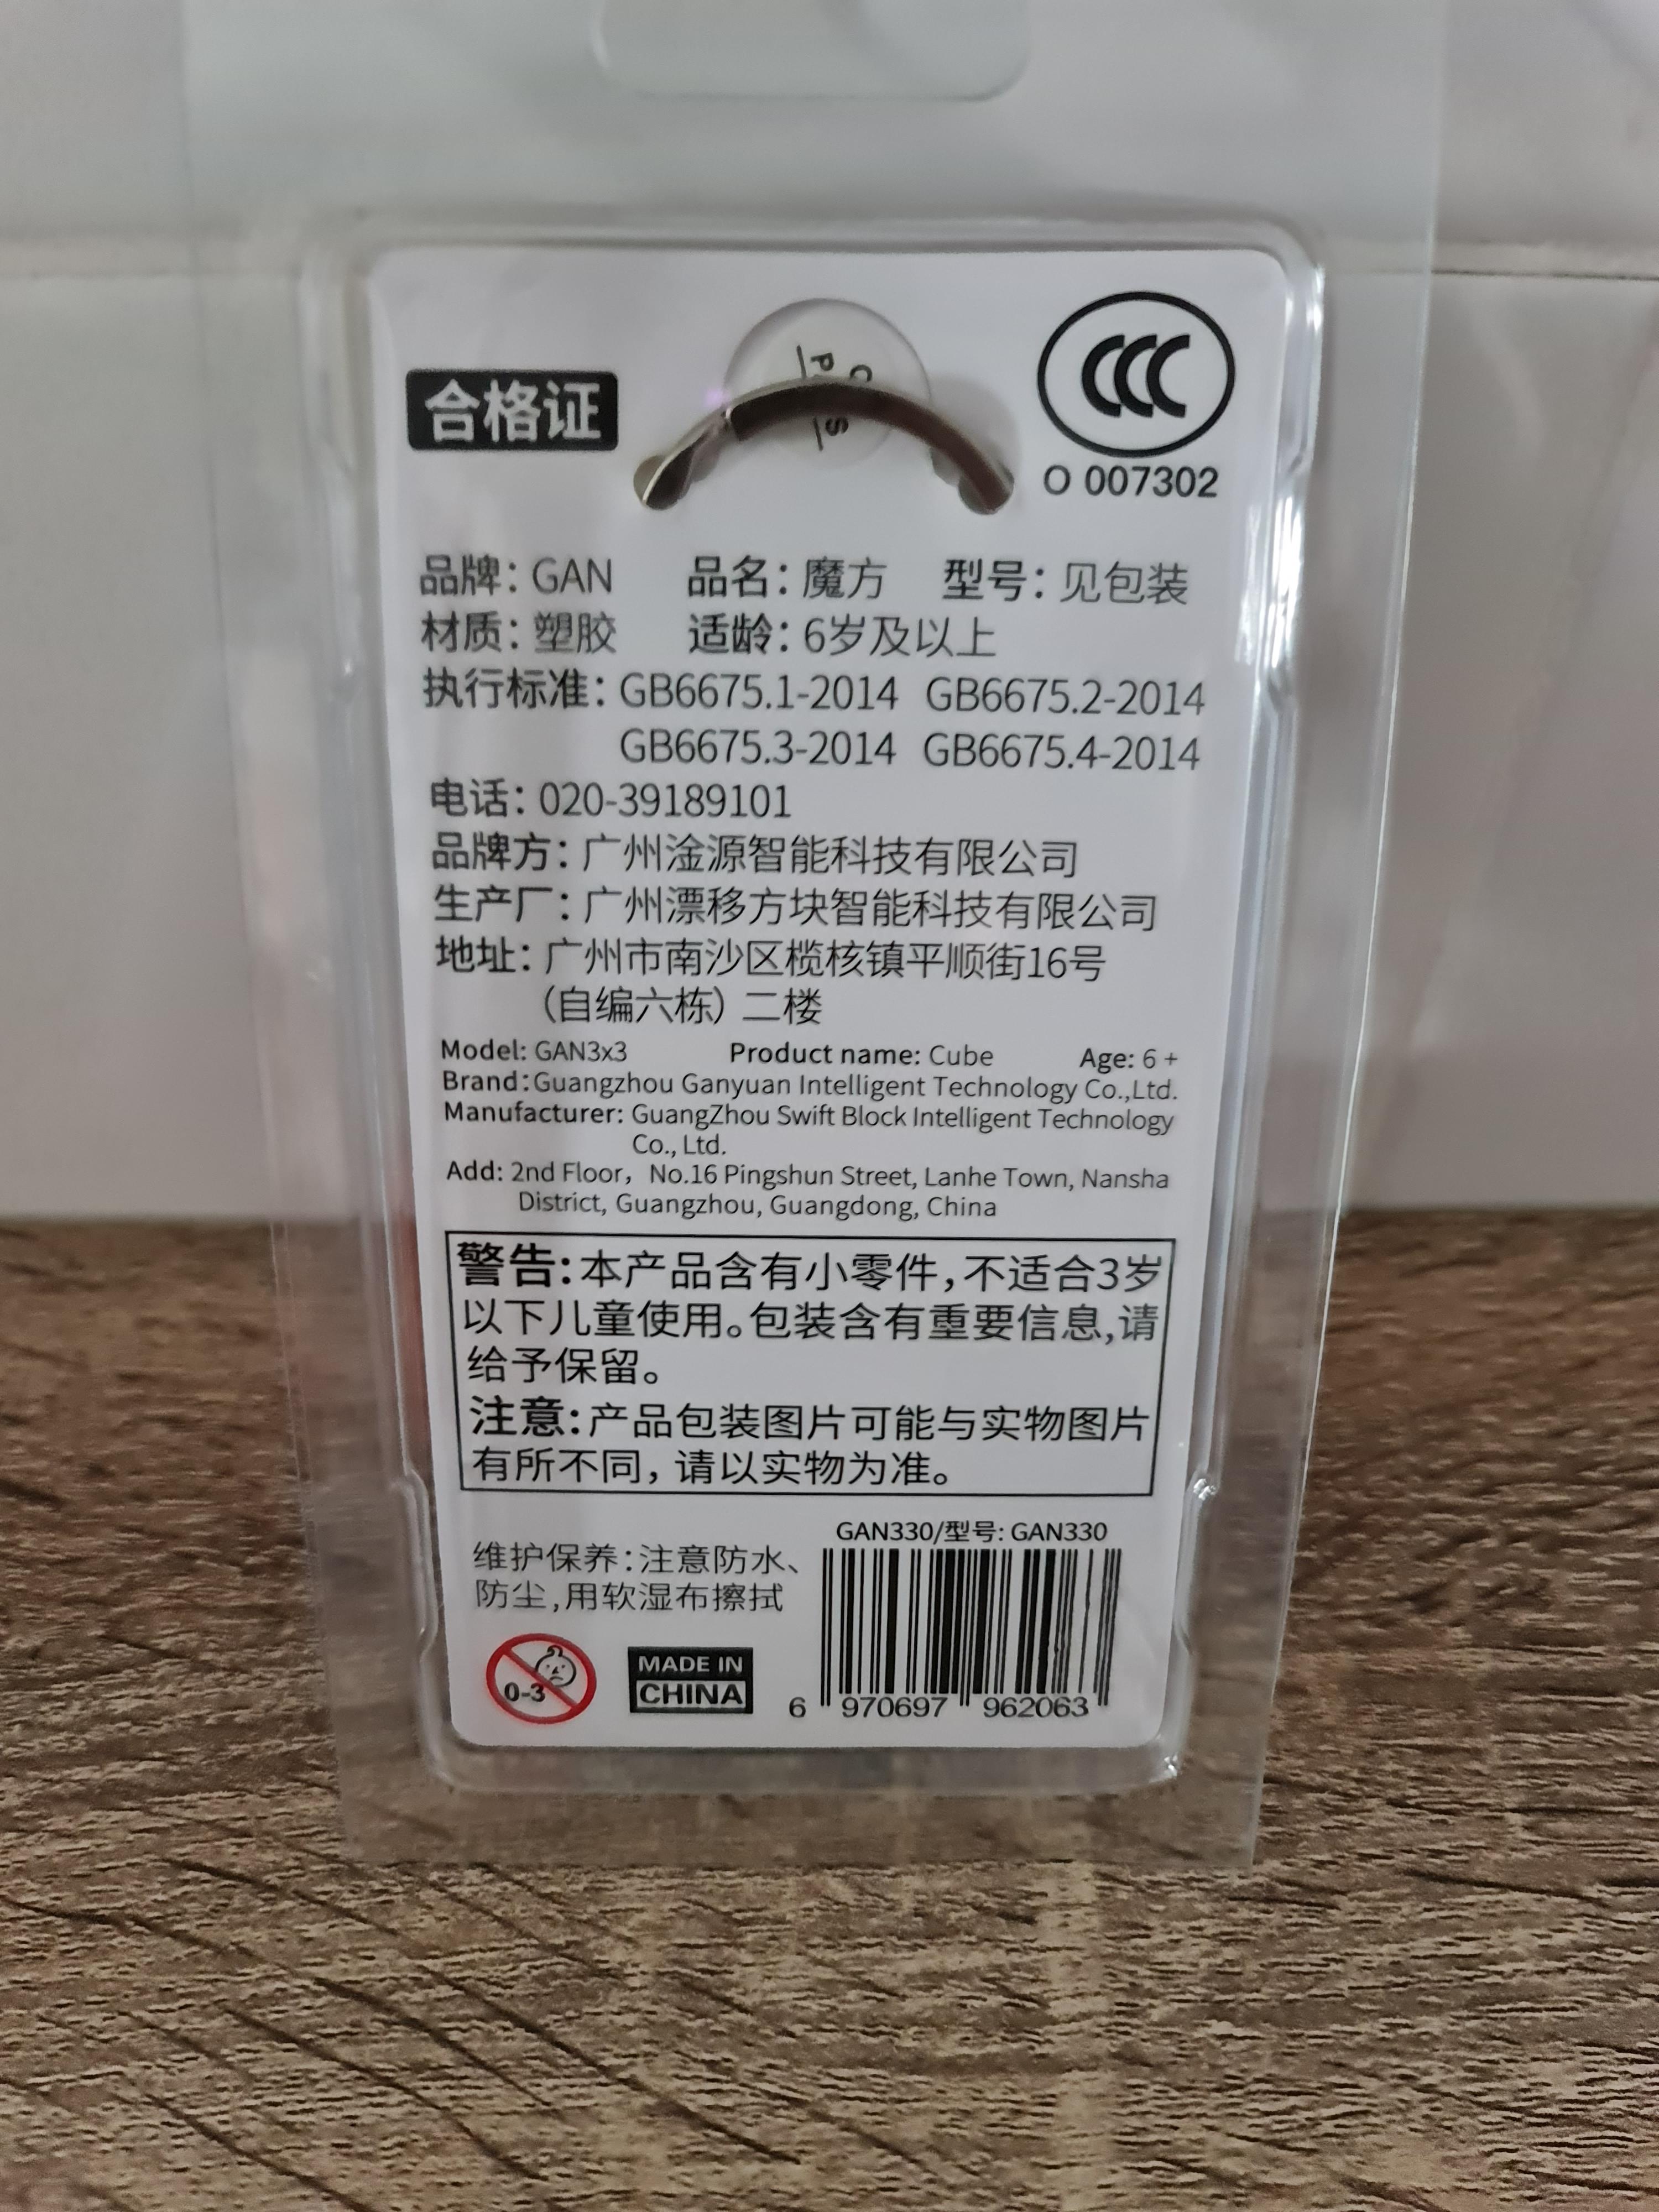 合格证
CCC
O 007302
品牌：GAN 品名：魔方 型号：见包装
材质：塑胶 适龄：6岁及以上
执行标准：GB6675.1-2014 GB6675.2-2014
GB6675.3-2014 GB6675.4-2014
电话：020-39189101
品牌方：广州淦源智能科技有限公司
生产厂：广州漂移方块智能科技有限公司
地址：广州市南沙区榄核镇平顺街16号
（自编六栋）二楼
Model: GAN3x3 Product name: Cube Age: 6 +
Brand:Guangzhou Ganyuan Intelligent Technology Co.,Ltd.
Manufacturer: GuangZhou Swift Block Intelligent Technology
Co., Ltd.
Add: 2nd Floor，No.16 Pingshun Street, Lanhe Town, Nansha
District, Guangzhou, Guangdong, China
警告：本产品含有小零件，不适合3岁
以下儿童使用。包装含有重要信息，请
给予保留。
注意：产品包装图片可能与实物图片
有所不同，请以实物为准。
GAN330/型号: GAN330
维护保养：注意防水、
防尘，用软湿布擦拭
0-3
MADE IN
CHINA
6 970697 962063